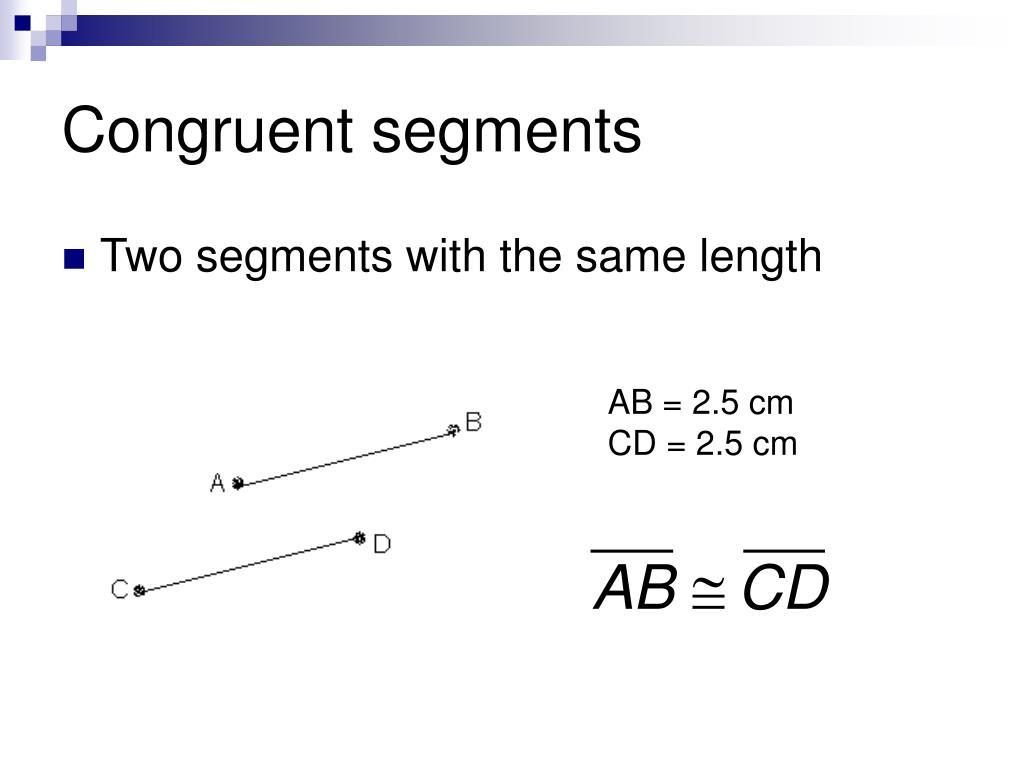 Congruent segments
Two segments with the same length
AB = 2.5 cm
CD = 2.5 cm
B
A
D
C
AB ≅ CD